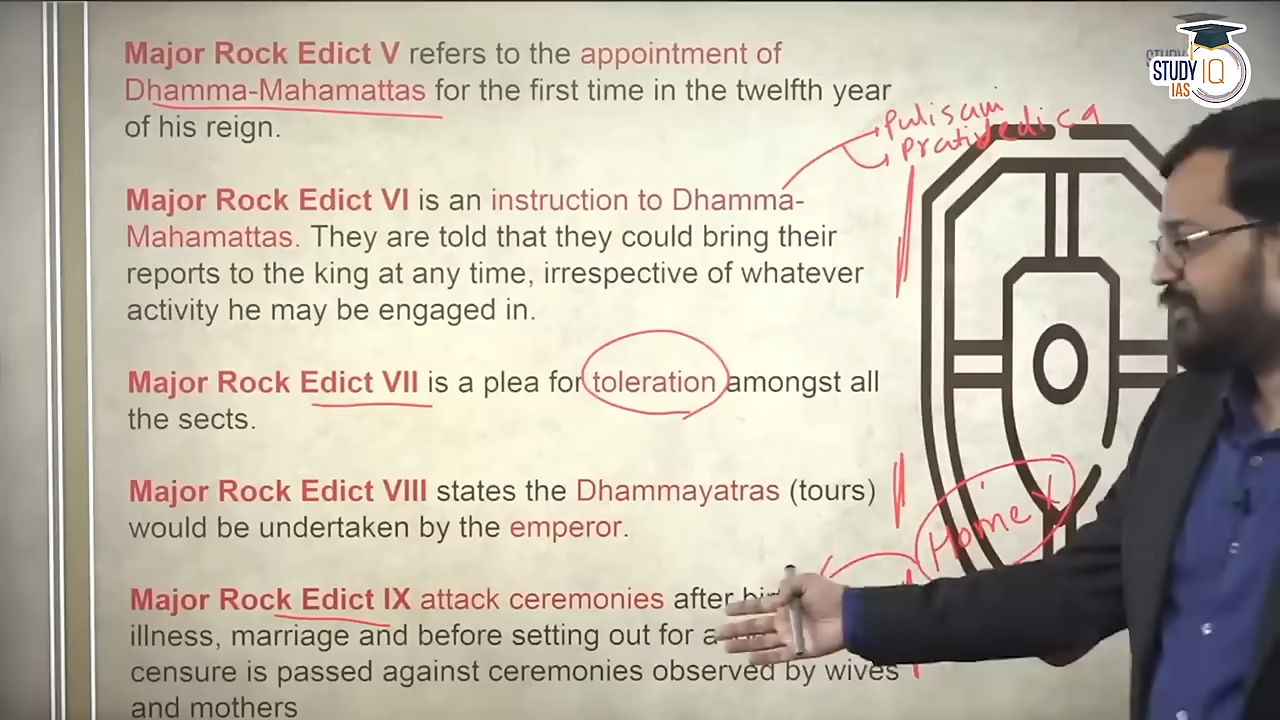 STUDY IQ
IAS
Major Rock Edict V refers to the appointment of
Dhamma-Mahamattas for the first time in the twelfth year
of his reign.
Pulisani
Prativedica
Major Rock Edict VI is an instruction to Dhamma-
Mahamattas. They are told that they could bring their
reports to the king at any time, irrespective of whatever
activity he may be engaged in.
Major Rock Edict VII is a plea for toleration amongst all
the sects.
Major Rock Edict VIII states the Dhammayatras (tours)
would be undertaken by the emperor.
Major Rock Edict IX attack ceremonies after
illness, marriage and before setting out for a
censure is passed against ceremonies observed by wives
and mothers